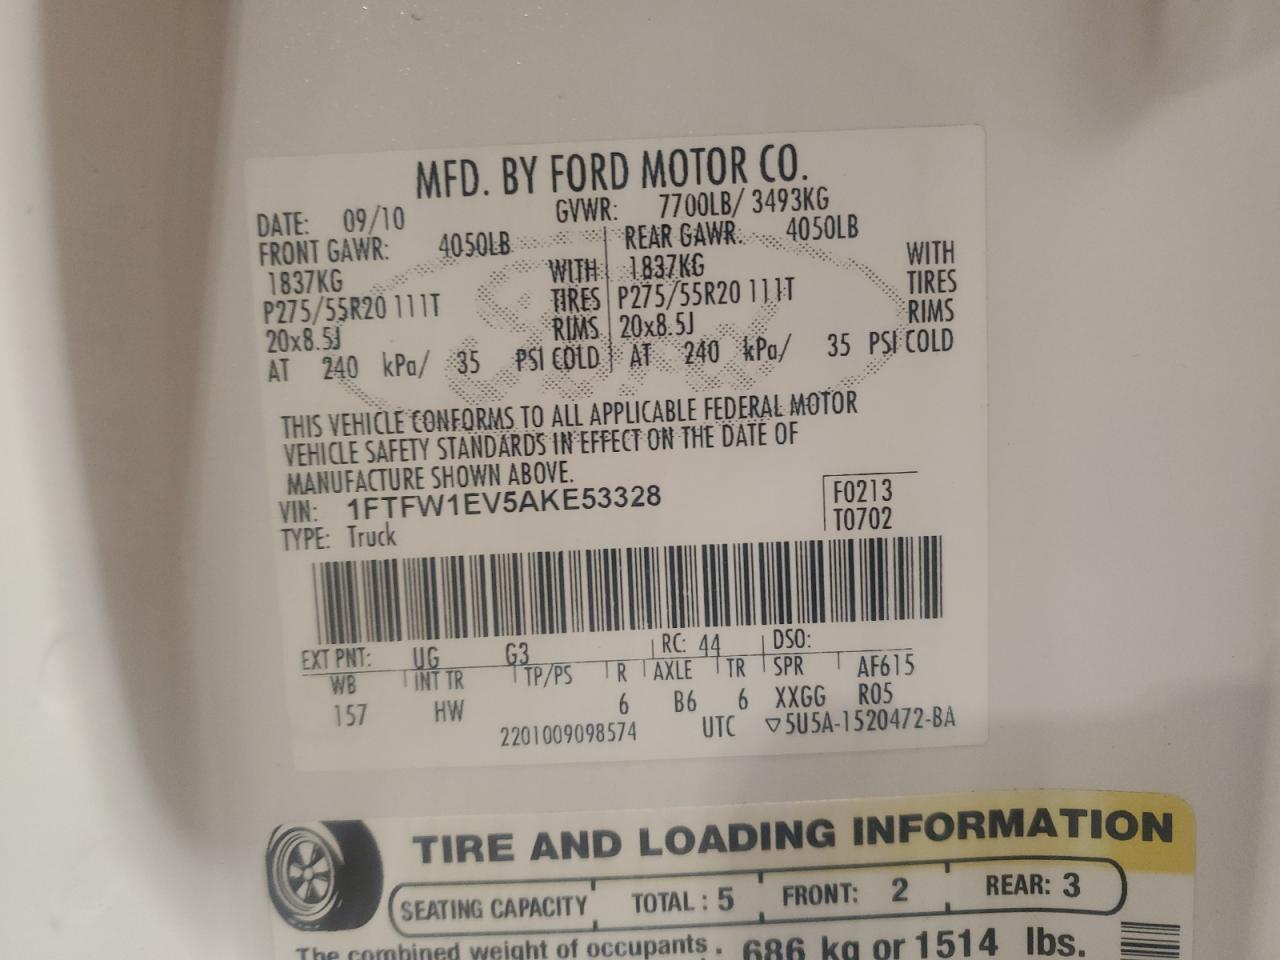 MFD. BY FORD MOTOR CO.
DATE: 09/10 GVWR: 7700LB/ 3493KG
FRONT GAWR: 4050LB REAR GAWR: 4050LB
1837KG WITH 1837KG WITH
P275/55R20 111T TIRES P275/55R20 111T TIRES
20x8.5J RIMS 20x8.5J RIMS
AT 240 kPa/ 35 PSI COLD AT 240 kPa/ 35 PSI COLD
THIS VEHICLE CONFORMS TO ALL APPLICABLE FEDERAL MOTOR
VEHICLE SAFETY STANDARDS IN EFFECT ON THE DATE OF
MANUFACTURE SHOWN ABOVE.
VIN: 1FTFW1EV5AKE53328 F0213
TYPE: Truck T0702
EXT PNT: UG G3 RC: 44 DSO:
WB INT TR TP/PS R AXLE TR SPR AF615
157 HW 6 B6 6 XXGG R05
2201009098574 UTC ▽5U5A-1520472-BA
TIRE AND LOADING INFORMATION
SEATING CAPACITY TOTAL : 5 FRONT: 2 REAR: 3
The combined weight of occupants . 686 kg or 1514 lbs.